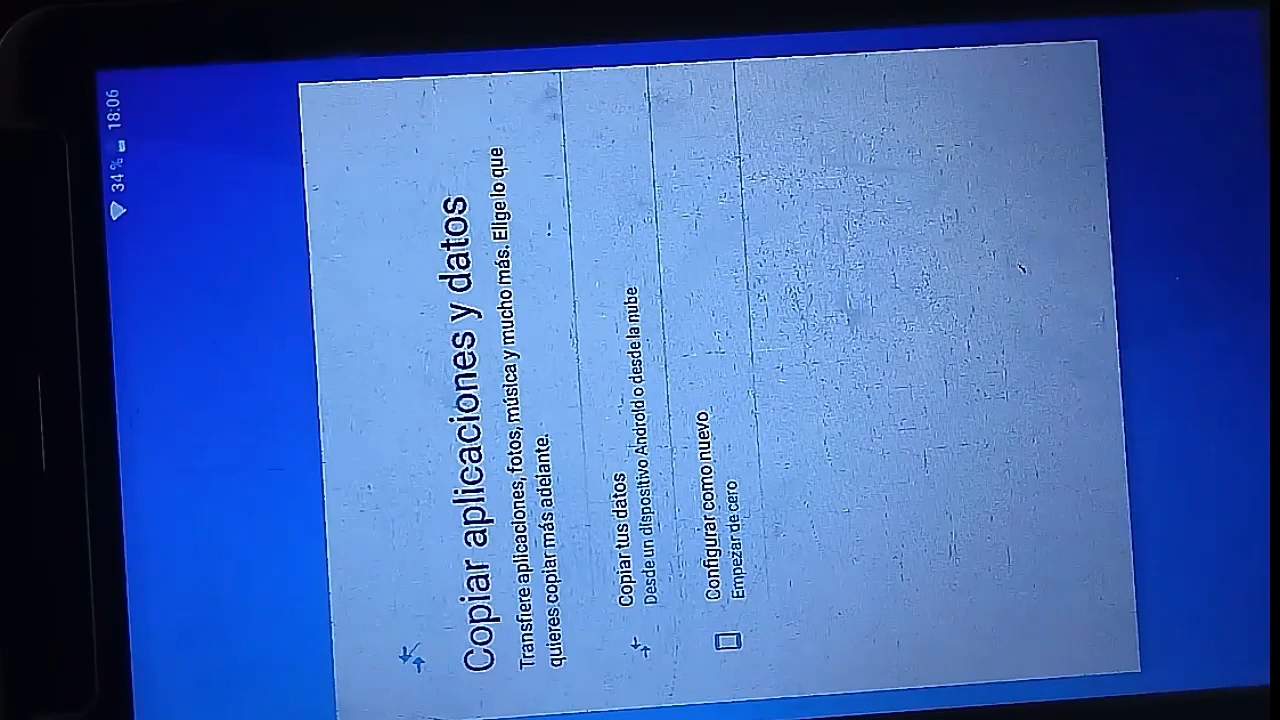 34 % 18:06
Copiar aplicaciones y datos
Transfiere aplicaciones, fotos, música y mucho más. Elige lo que
quieres copiar más adelante.
Copiar tus datos
Desde un dispositivo Android o desde la nube
Configurar como nuevo
Empezar de cero